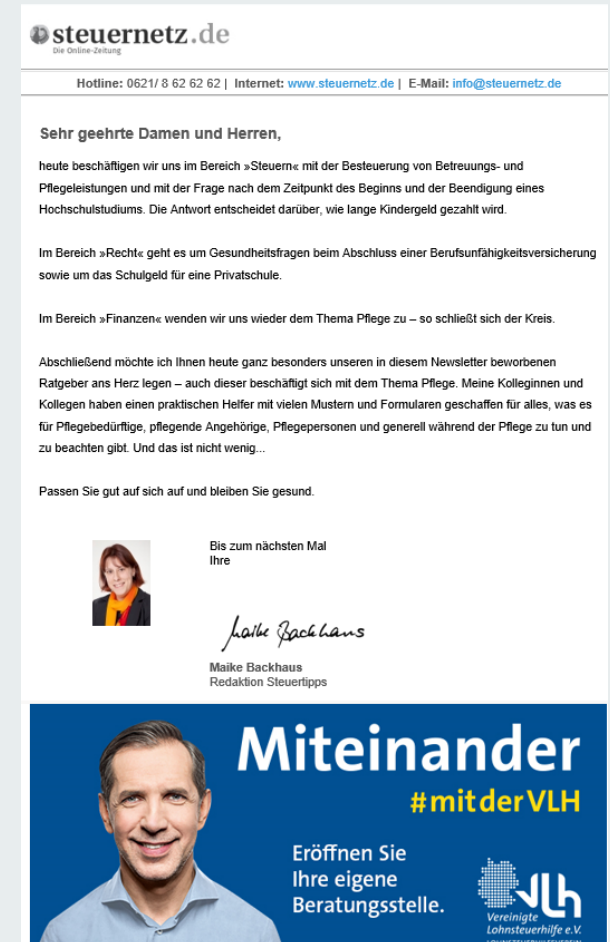 steuernetz.de
Die Online-Zeitung
Hotline: 0621/ 8 62 62 62 | Internet: www.steuernetz.de | E-Mail: info@steuernetz.de
Sehr geehrte Damen und Herren,
heute beschäftigen wir uns im Bereich »Steuern« mit der Besteuerung von Betreuungs- und
Pflegeleistungen und mit der Frage nach dem Zeitpunkt des Beginns und der Beendigung eines
Hochschulstudiums. Die Antwort entscheidet darüber, wie lange Kindergeld gezahlt wird.
Im Bereich »Recht« geht es um Gesundheitsfragen beim Abschluss einer Berufsunfähigkeitsversicherung
sowie um das Schulgeld für eine Privatschule.
Im Bereich »Finanzen« wenden wir uns wieder dem Thema Pflege zu – so schließt sich der Kreis.
Abschließend möchte ich Ihnen heute ganz besonders unseren in diesem Newsletter beworbenen
Ratgeber ans Herz legen – auch dieser beschäftigt sich mit dem Thema Pflege. Meine Kolleginnen und
Kollegen haben einen praktischen Helfer mit vielen Mustern und Formularen geschaffen für alles, was es
für Pflegebedürftige, pflegende Angehörige, Pflegepersonen und generell während der Pflege zu tun und
zu beachten gibt. Und das ist nicht wenig...
Passen Sie gut auf sich auf und bleiben Sie gesund.
Bis zum nächsten Mal
Ihre
Maike Backhaus
Maike Backhaus
Redaktion Steuertipps
Miteinander
#mitderVLH
Eröffnen Sie
Ihre eigene
Beratungsstelle.
vlh
Vereinigte
Lohnsteuerhilfe e.V.
LOHNSTEUERHILFEVEREIN